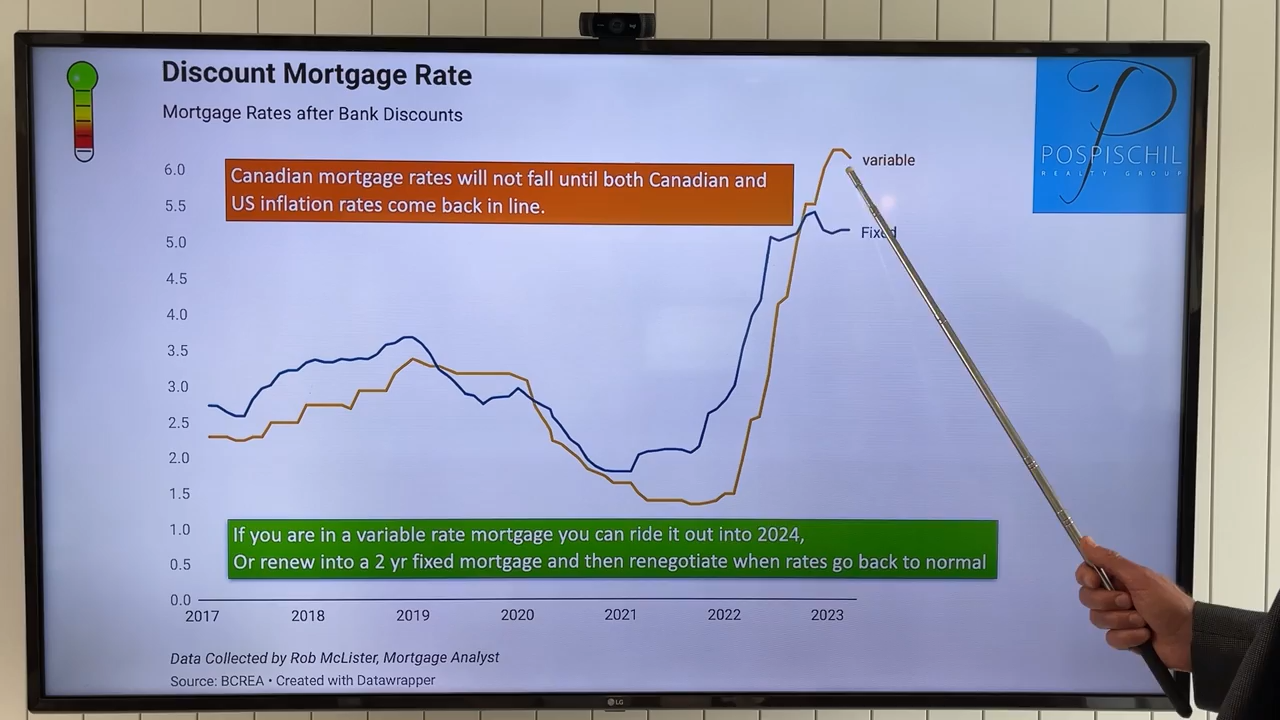 Discount Mortgage Rate
Mortgage Rates after Bank Discounts
POSPISCHIL
REALTY GROUP
6.0
5.5
5.0
4.5
4.0
3.5
3.0
2.5
2.0
1.5
1.0
0.5
0.0
Canadian mortgage rates will not fall until both Canadian and
US inflation rates come back in line.
variable
Fixed
If you are in a variable rate mortgage you can ride it out into 2024,
Or renew into a 2 yr fixed mortgage and then renegotiate when rates go back to normal
2017 2018 2019 2020 2021 2022 2023
Data Collected by Rob McLister, Mortgage Analyst
Source: BCREA • Created with Datawrapper
LG